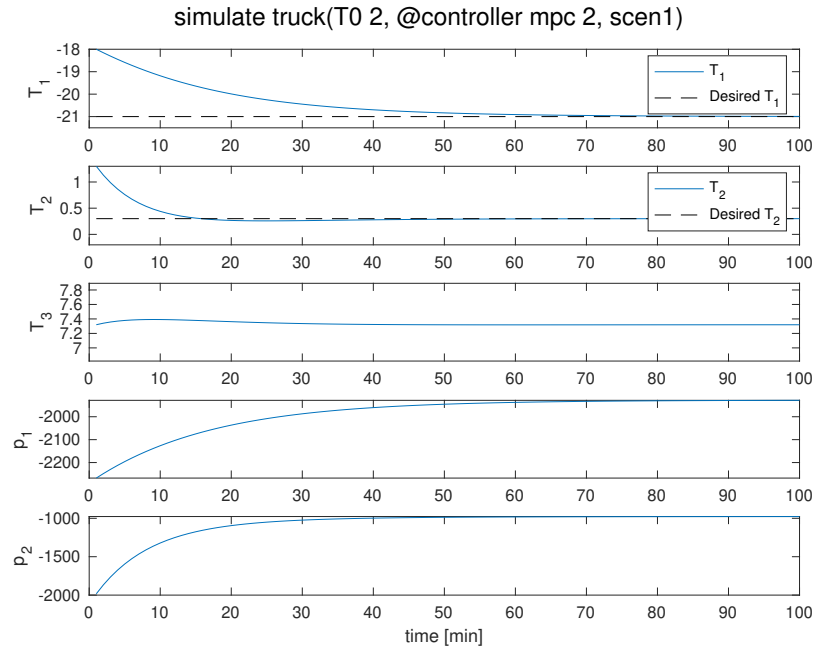 simulate truck(T0 2, @controller mpc 2, scen1)
-18
-19
-20
-21
T1
T1
Desired T1
0 10 20 30 40 50 60 70 80 90 100
1
0.5
0
T2
T2
Desired T2
0 10 20 30 40 50 60 70 80 90 100
7.8
7.6
7.4
7.2
7
T3
0 10 20 30 40 50 60 70 80 90 100
-2000
-2100
-2200
p1
0 10 20 30 40 50 60 70 80 90 100
-1000
-1500
-2000
p2
0 10 20 30 40 50 60 70 80 90 100
time [min]